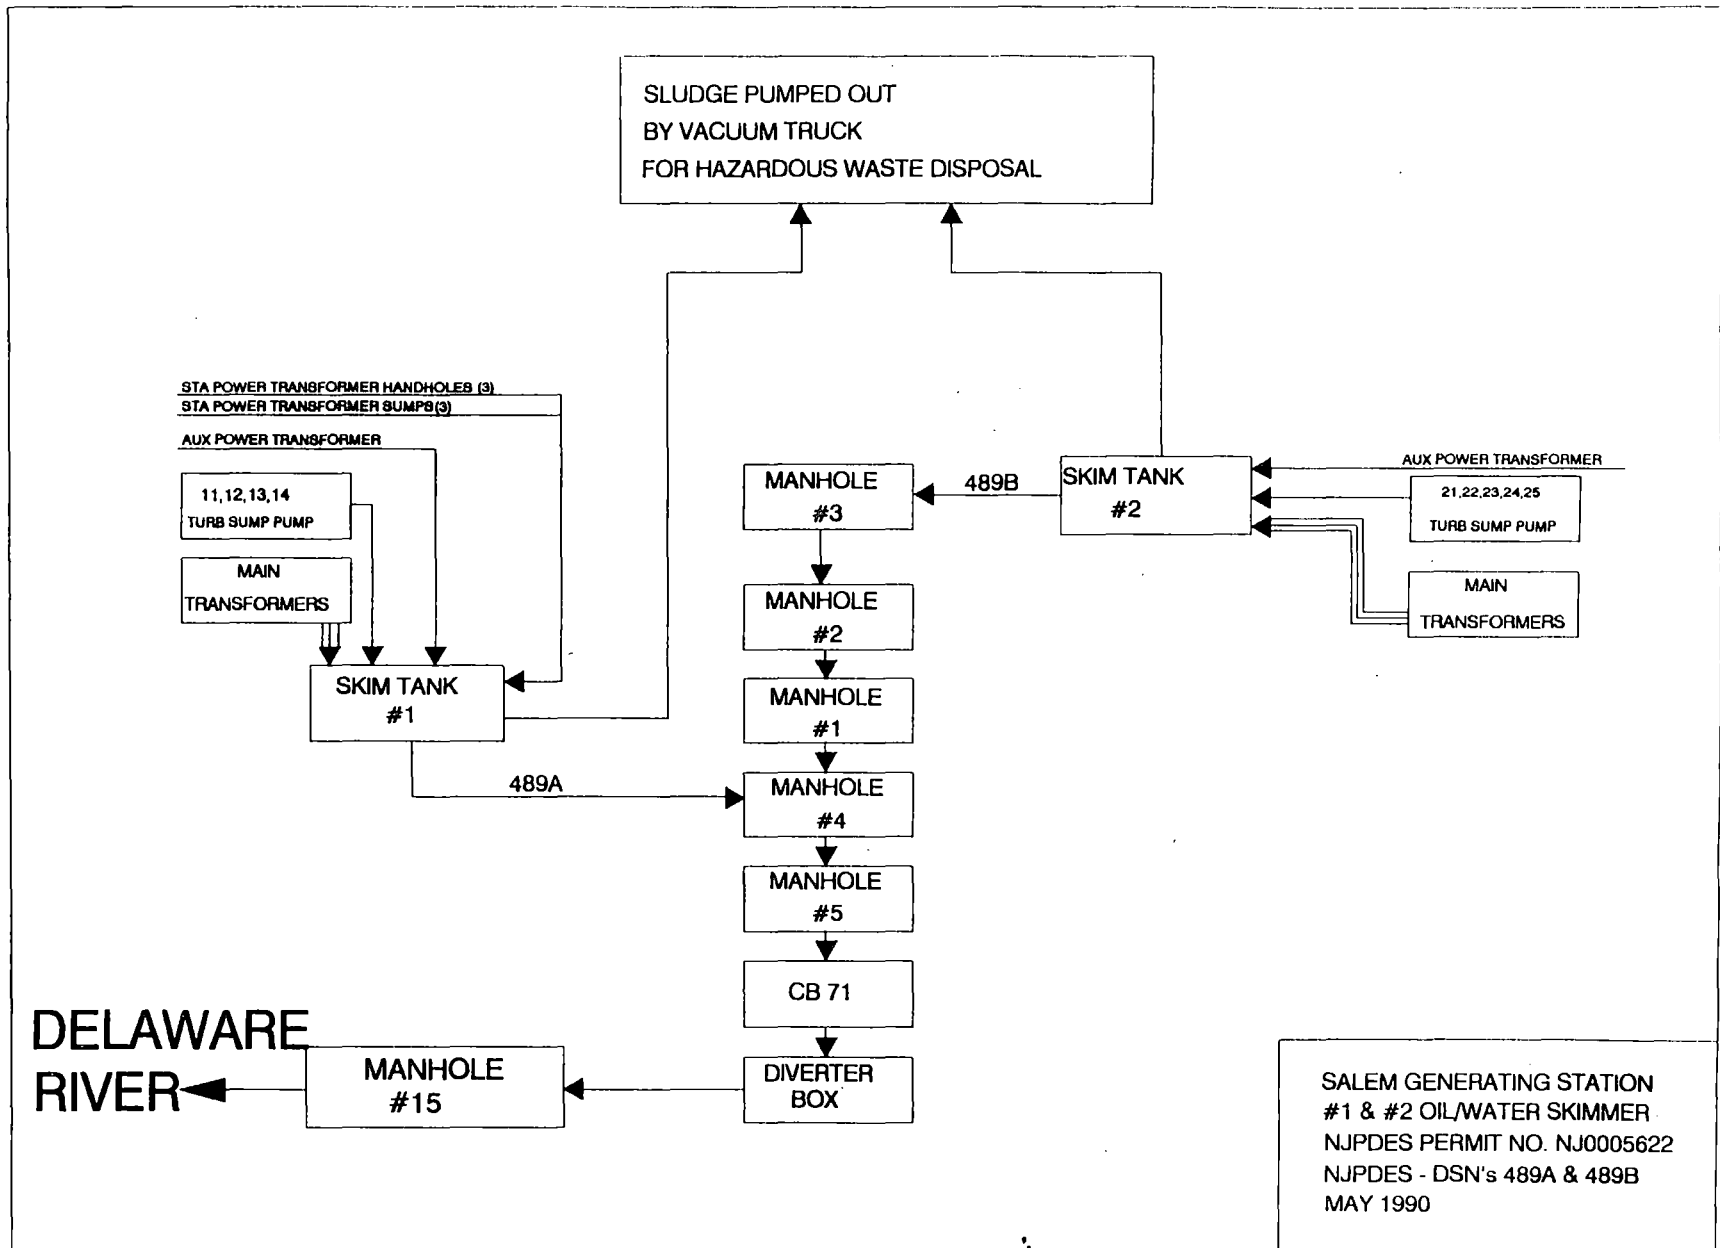 SLUDGE PUMPED OUT
BY VACUUM TRUCK
FOR HAZARDOUS WASTE DISPOSAL
STA POWER TRANSFORMER HANDHOLES (3)
STA POWER TRANSFORMER SUMPS(3)
AUX POWER TRANSFORMER
11,12,13,14
TURB SUMP PUMP
MAIN
TRANSFORMERS
SKIM TANK
#1
489A
MANHOLE
#3
489B
SKIM TANK
#2
AUX POWER TRANSFORMER
21,22,23,24,25
TURB SUMP PUMP
MAIN
TRANSFORMERS
MANHOLE
#2
MANHOLE
#1
MANHOLE
#4
MANHOLE
#5
CB 71
DIVERTER
BOX
MANHOLE
#15
DELAWARE
RIVER
SALEM GENERATING STATION
#1 & #2 OIL/WATER SKIMMER
NJPDES PERMIT NO. NJ0005622
NJPDES - DSN's 489A & 489B
MAY 1990